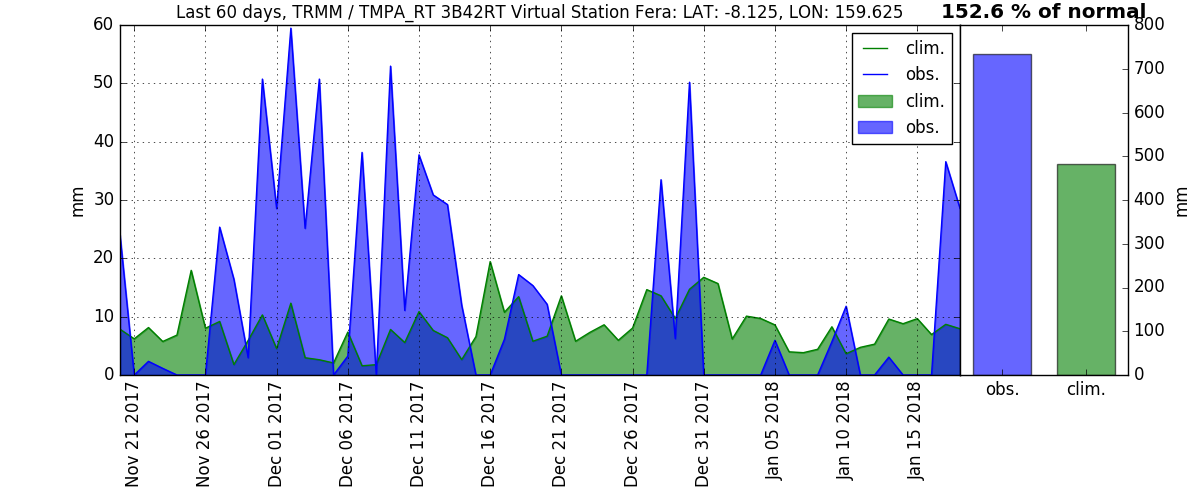 Last 60 days, TRMM / TMPA_RT 3B42RT Virtual Station Fera: LAT: -8.125, LON: 159.625
152.6 % of normal
60
50
40
30
20
10
0
mm
clim.
obs.
clim.
obs.
800
700
600
500
400
300
200
100
0
mm
obs.
clim.
Nov 21 2017
Nov 26 2017
Dec 01 2017
Dec 06 2017
Dec 11 2017
Dec 16 2017
Dec 21 2017
Dec 26 2017
Dec 31 2017
Jan 05 2018
Jan 10 2018
Jan 15 2018